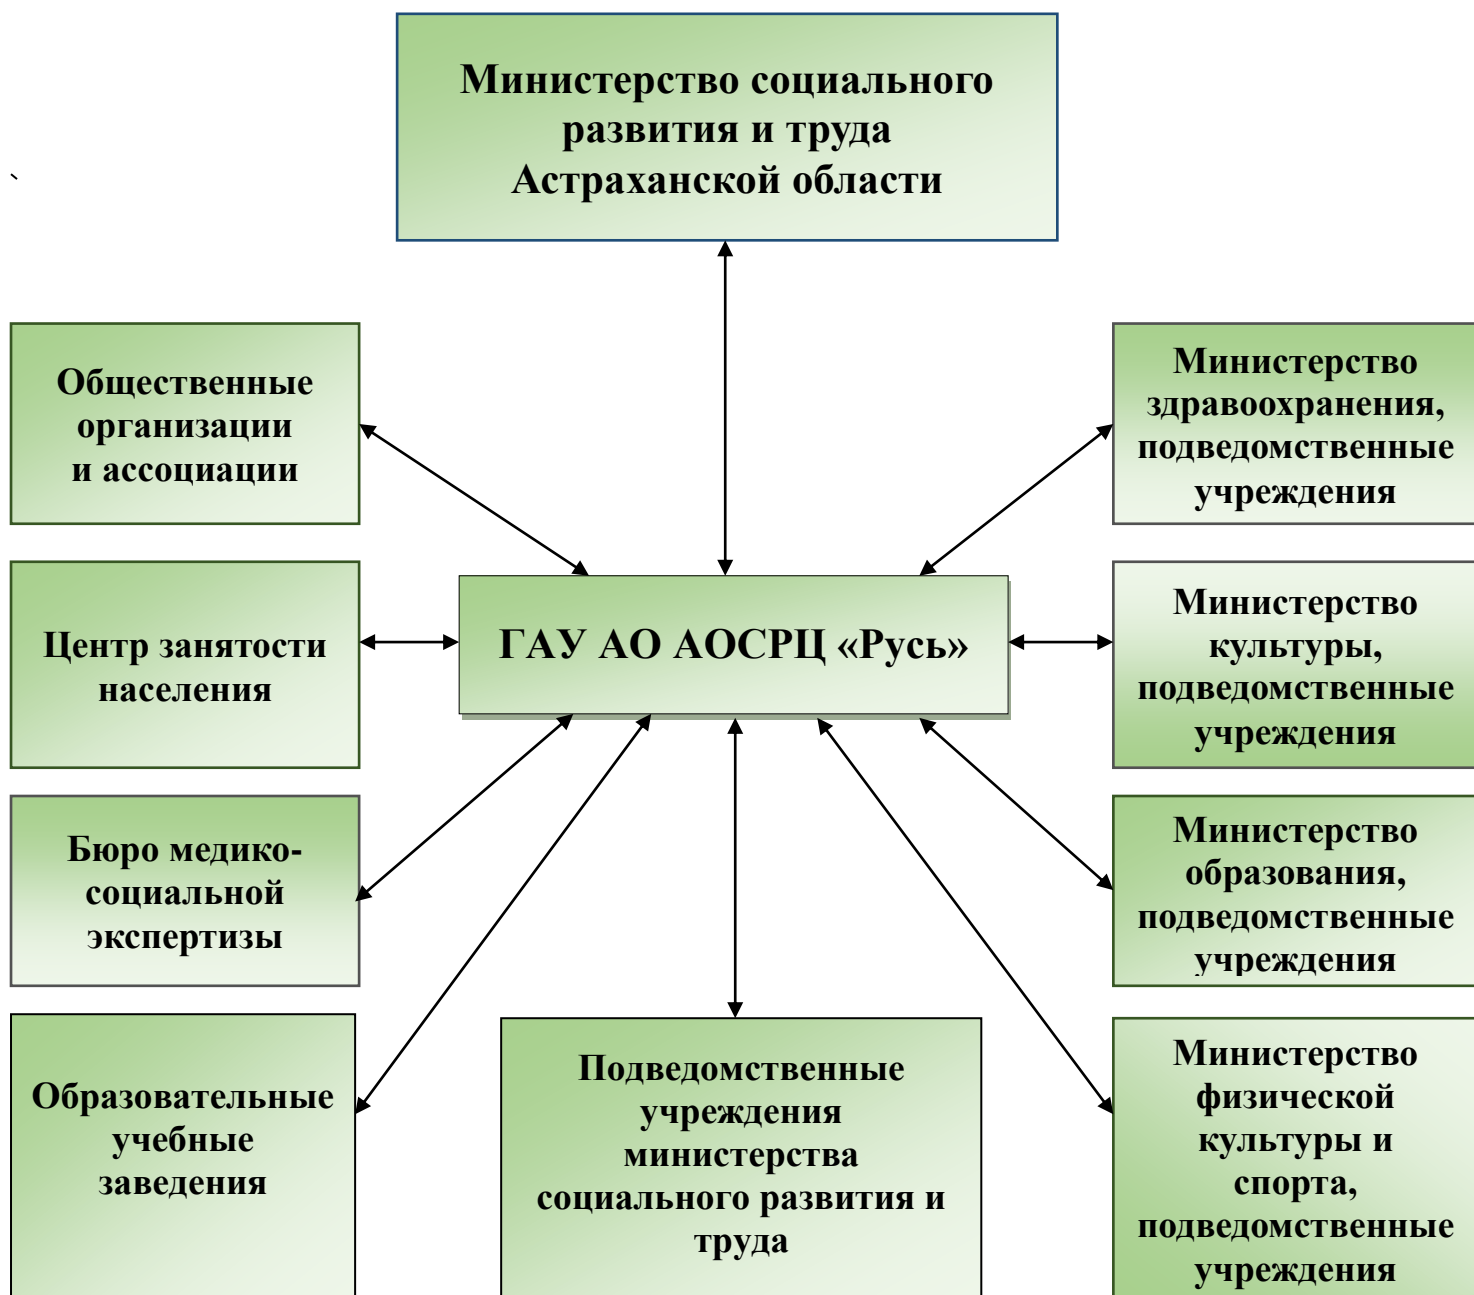 Министерство социального
развития и труда
Астраханской области
`
Общественные
организации
и ассоциации
Министерство
здравоохранения,
подведомственные
учреждения
Центр занятости
населения
ГАУ АО АОСРЦ «Русь»
Министерство
культуры,
подведомственные
учреждения
Бюро медико-
социальной
экспертизы
Министерство
образования,
подведомственные
учреждения
Образовательные
учебные
заведения
Подведомственные
учреждения
министерства
социального развития и
труда
Министерство
физической
культуры и
спорта,
подведомственные
учреждения